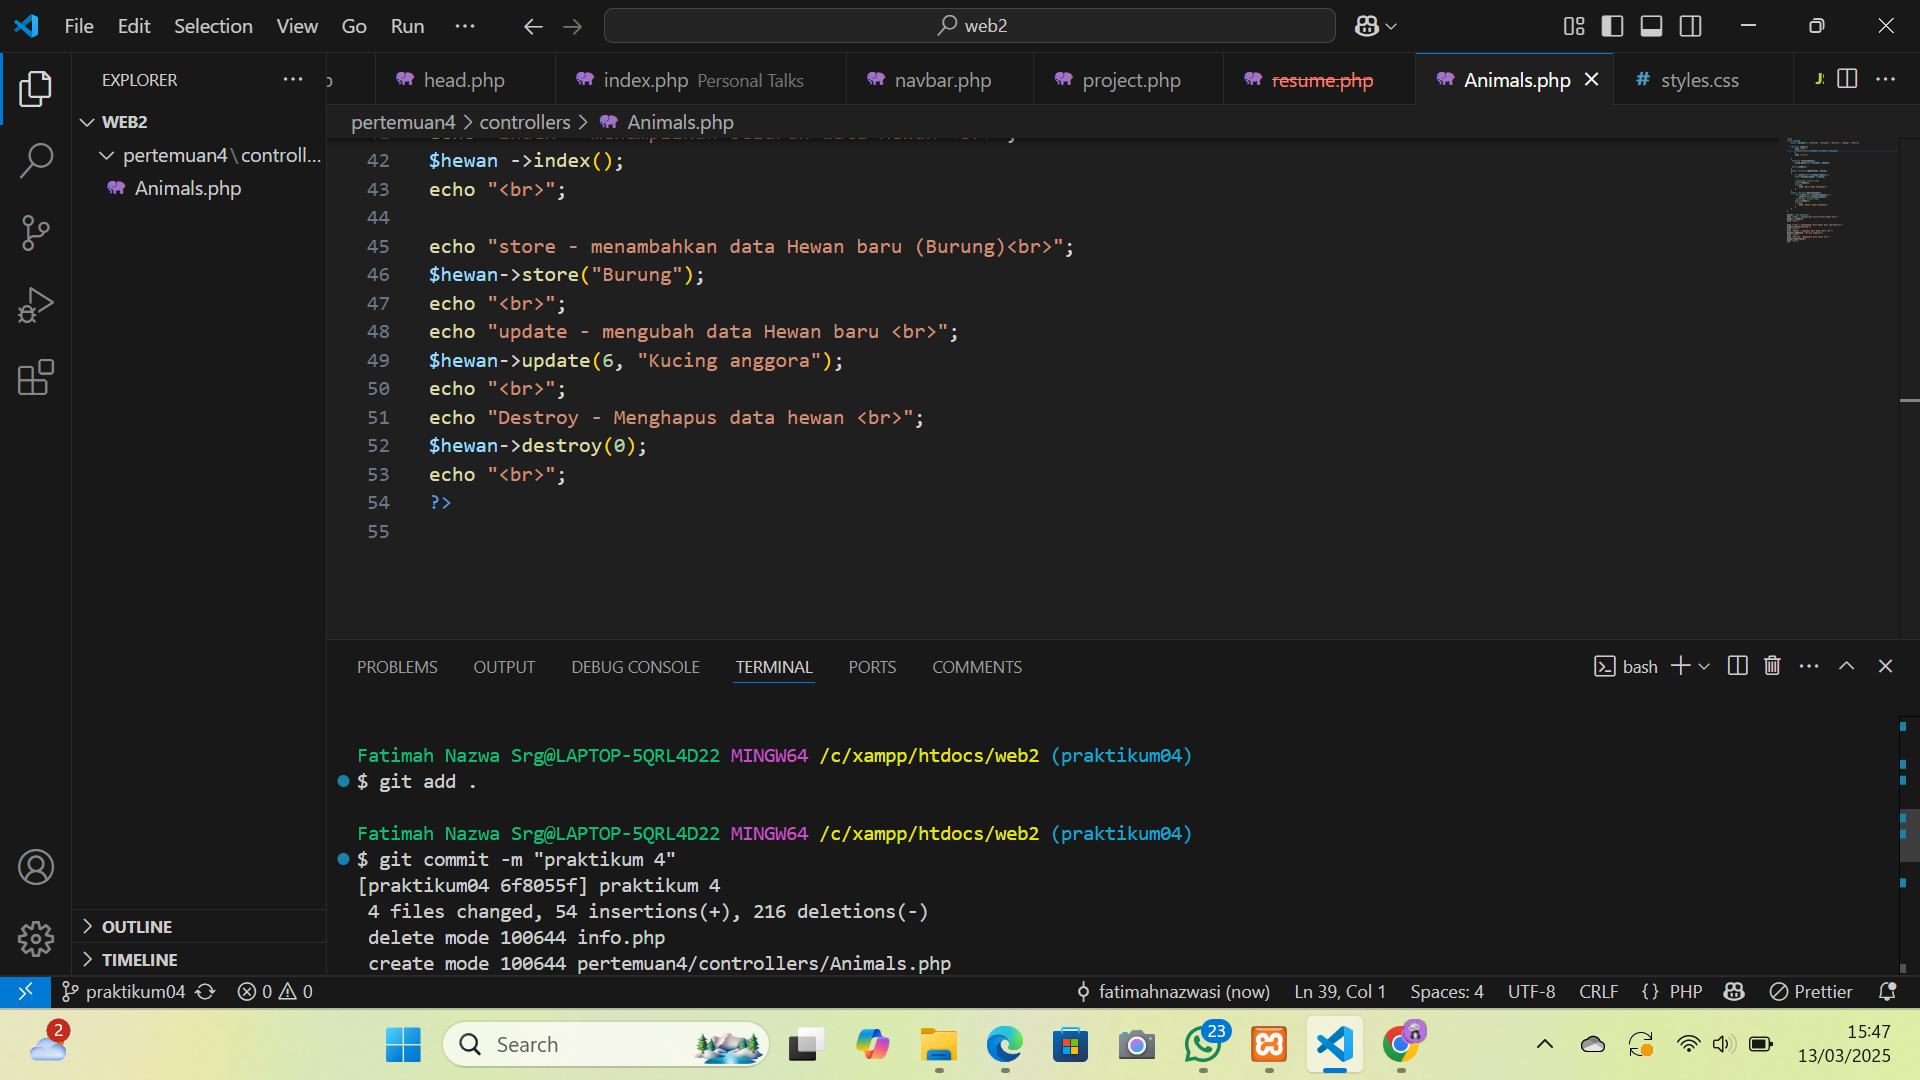 File Edit Selection View Go Run ··· web2
EXPLORER ···
head.php index.php Personal Talks navbar.php project.php resume.php Animals.php # styles.css ···
WEB2
pertemuan4\controll...
Animals.php
pertemuan4 > controllers > Animals.php
42 $hewan ->index();
43 echo "<br>";
44
45 echo "store - menambahkan data Hewan baru (Burung)<br>";
46 $hewan->store("Burung");
47 echo "<br>";
48 echo "update - mengubah data Hewan baru <br>";
49 $hewan->update(6, "Kucing anggora");
50 echo "<br>";
51 echo "Destroy - Menghapus data hewan <br>";
52 $hewan->destroy(0);
53 echo "<br>";
54 ?>
55
PROBLEMS OUTPUT DEBUG CONSOLE TERMINAL PORTS COMMENTS bash
Fatimah Nazwa Srg@LAPTOP-5QRL4D22 MINGW64 /c/xampp/htdocs/web2 (praktikum04)
$ git add .
Fatimah Nazwa Srg@LAPTOP-5QRL4D22 MINGW64 /c/xampp/htdocs/web2 (praktikum04)
$ git commit -m "praktikum 4"
[praktikum04 6f8055f] praktikum 4
4 files changed, 54 insertions(+), 216 deletions(-)
delete mode 100644 info.php
create mode 100644 pertemuan4/controllers/Animals.php
OUTLINE
TIMELINE
praktikum04 0 0 fatimahnazwasi (now) Ln 39, Col 1 Spaces: 4 UTF-8 CRLF {} PHP Prettier
2 Search 23 15:47
13/03/2025